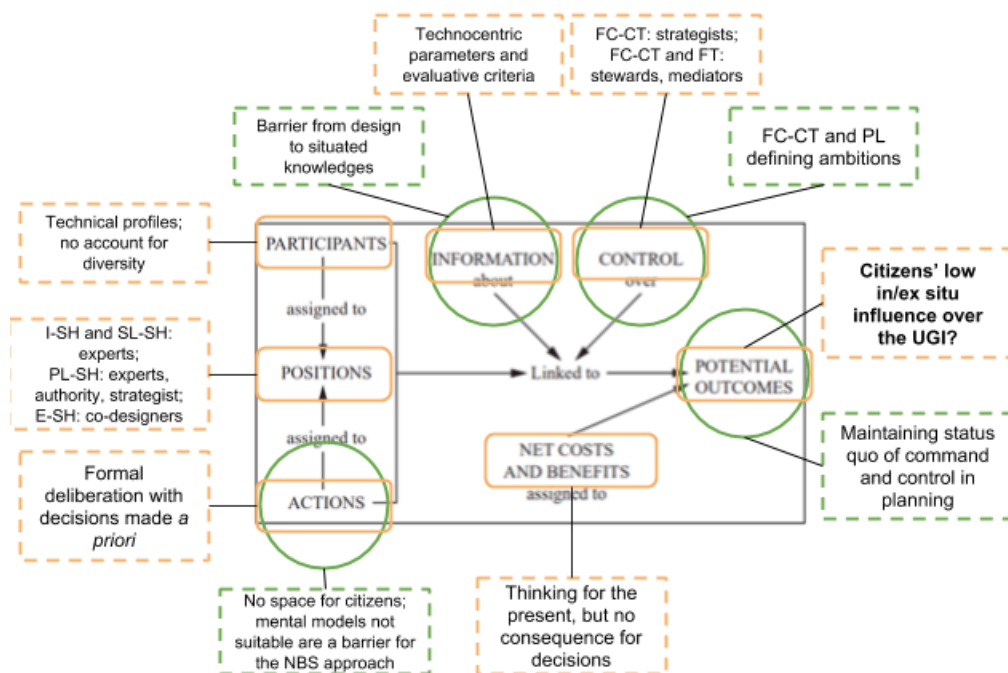 Technocentric
parameters and
evaluative criteria
FC-CT: strategists;
FC-CT and FT:
stewards, mediators
Barrier from design
to situated
knowledges
FC-CT and PL
defining ambitions
Technical profiles;
no account for
diversity
PARTICIPANTS
INFORMATION
about
CONTROL
over
Citizens' low
in/ex situ
influence over
the UGI?
assigned to
I-SH and SL-SH:
experts;
PL-SH: experts,
authority, strategist;
E-SH: co-designers
POSITIONS
Linked to
POTENTIAL
OUTCOMES
assigned to
NET COSTS
AND BENEFITS
assigned to
Maintaining status
quo of command
and control in
planning
Formal
deliberation with
decisions made a
priori
ACTIONS
No space for citizens;
mental models not
suitable are a barrier for
the NBS approach
Thinking for the
present, but no
consequence for
decisions